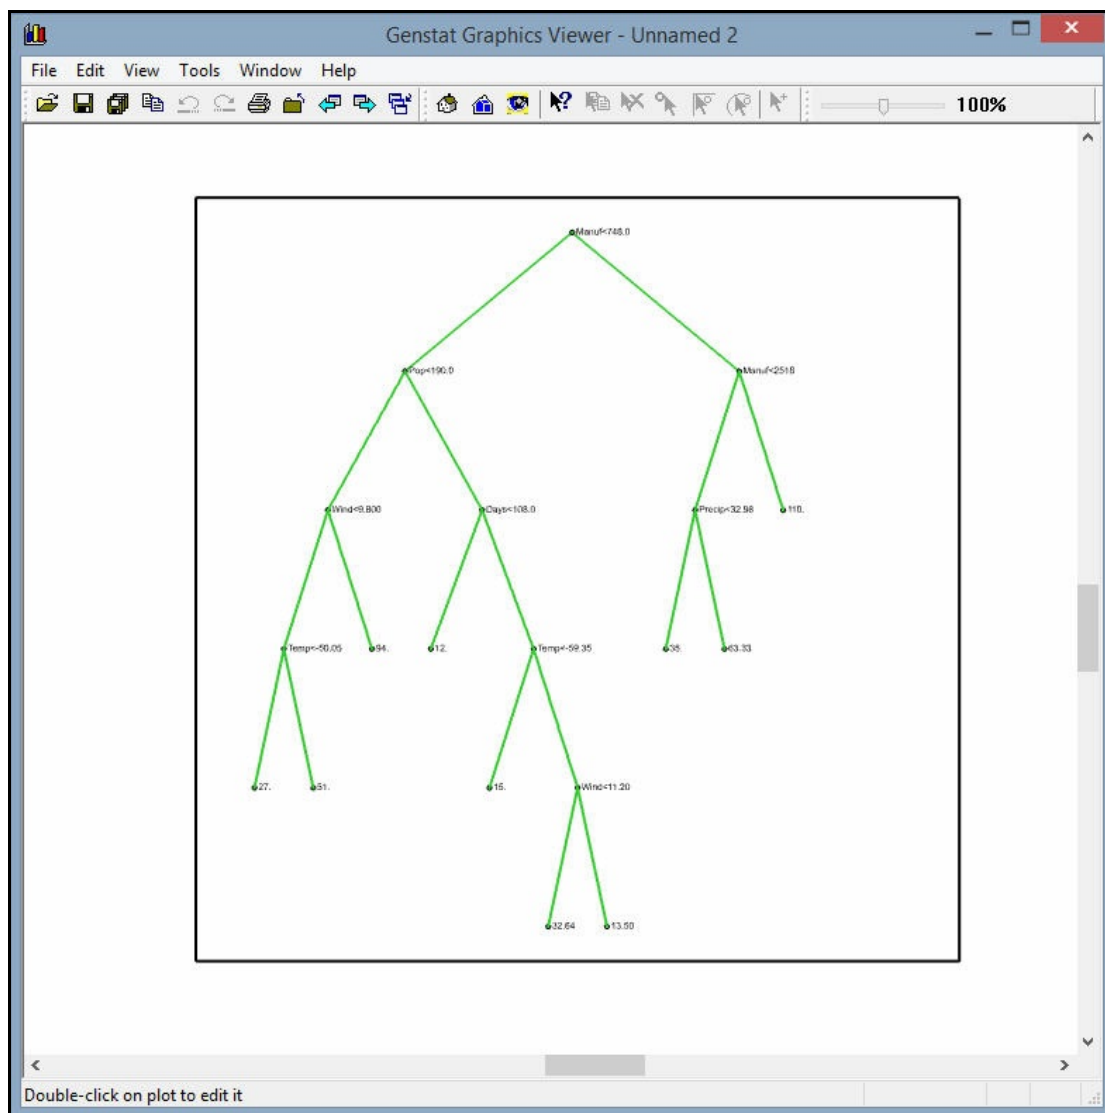 Genstat Graphics Viewer - Unnamed 2
File Edit View Tools Window Help
100%
Manuf<748.0
Pop<190.0
Manuf<2518
Wind<9.800
Days<108.0
Precip<32.98
110.
Temp<-50.05
94.
12.
Temp<-59.35
35.
63.33
27.
51.
15.
Wind<11.20
32.64
13.50
Double-click on plot to edit it